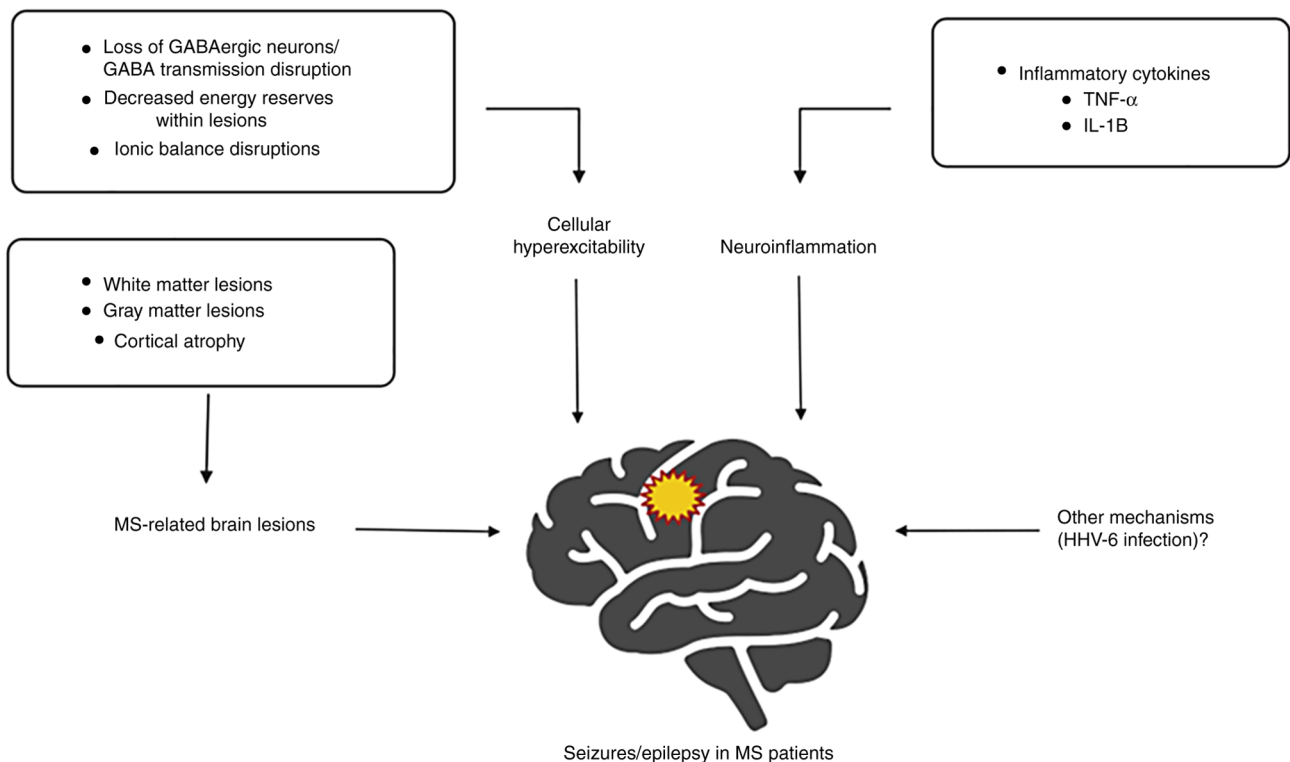 • Loss of GABAergic neurons/
GABA transmission disruption
• Decreased energy reserves
within lesions
• Ionic balance disruptions
• Inflammatory cytokines
• TNF-α
• IL-1B
Cellular
hyperexcitability
Neuroinflammation
• White matter lesions
• Gray matter lesions
• Cortical atrophy
MS-related brain lesions
Other mechanisms
(HHV-6 infection)?
Seizures/epilepsy in MS patients